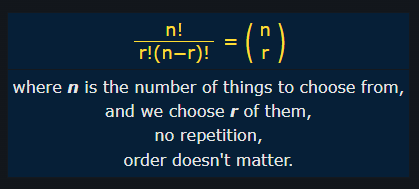 n!
r!(n−r)!
= ( n
r )
where n is the number of things to choose from,
and we choose r of them,
no repetition,
order doesn't matter.